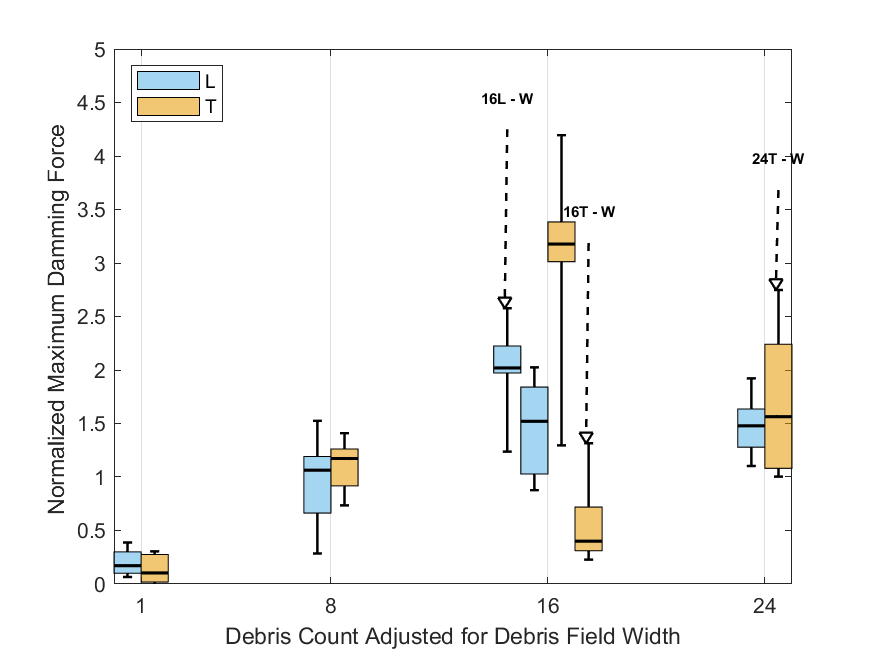 5
4.5
4
3.5
3
2.5
2
1.5
1
0.5
0
L
T
16L - W
16T - W
24T - W
1
8
16
24
Normalized Maximum Damming Force
Debris Count Adjusted for Debris Field Width